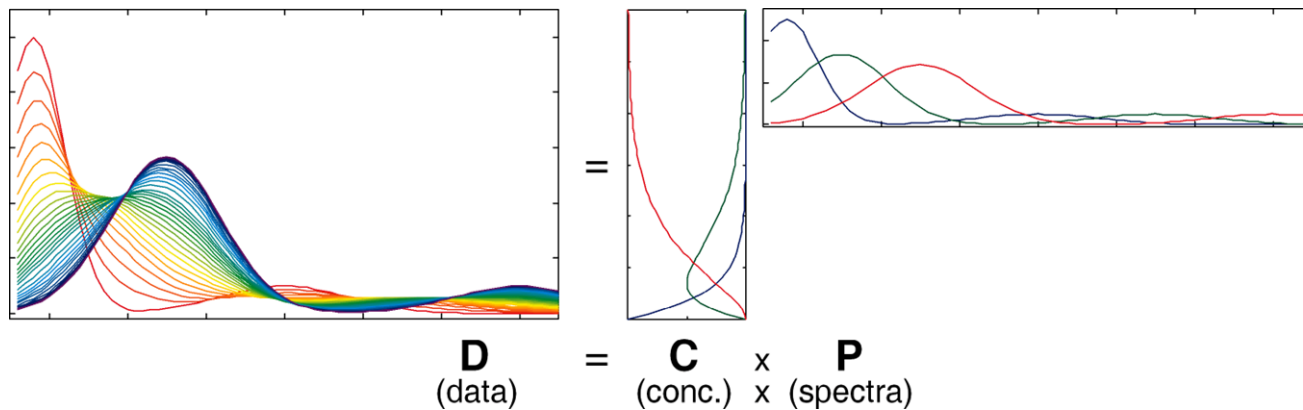 =
D = C x P
(data) (conc.) x (spectra)